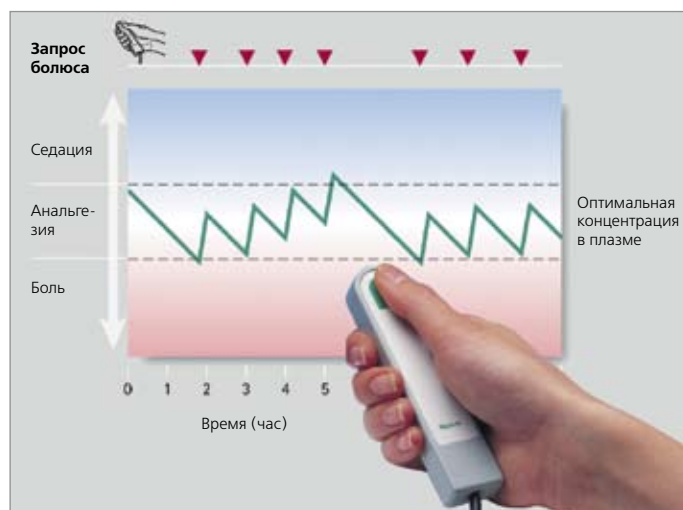 Запрос
болюса
Седация
Анальге-
зия
Боль
Оптимальная
концентрация
в плазме
0 1 2 3 4 5
Время (час)